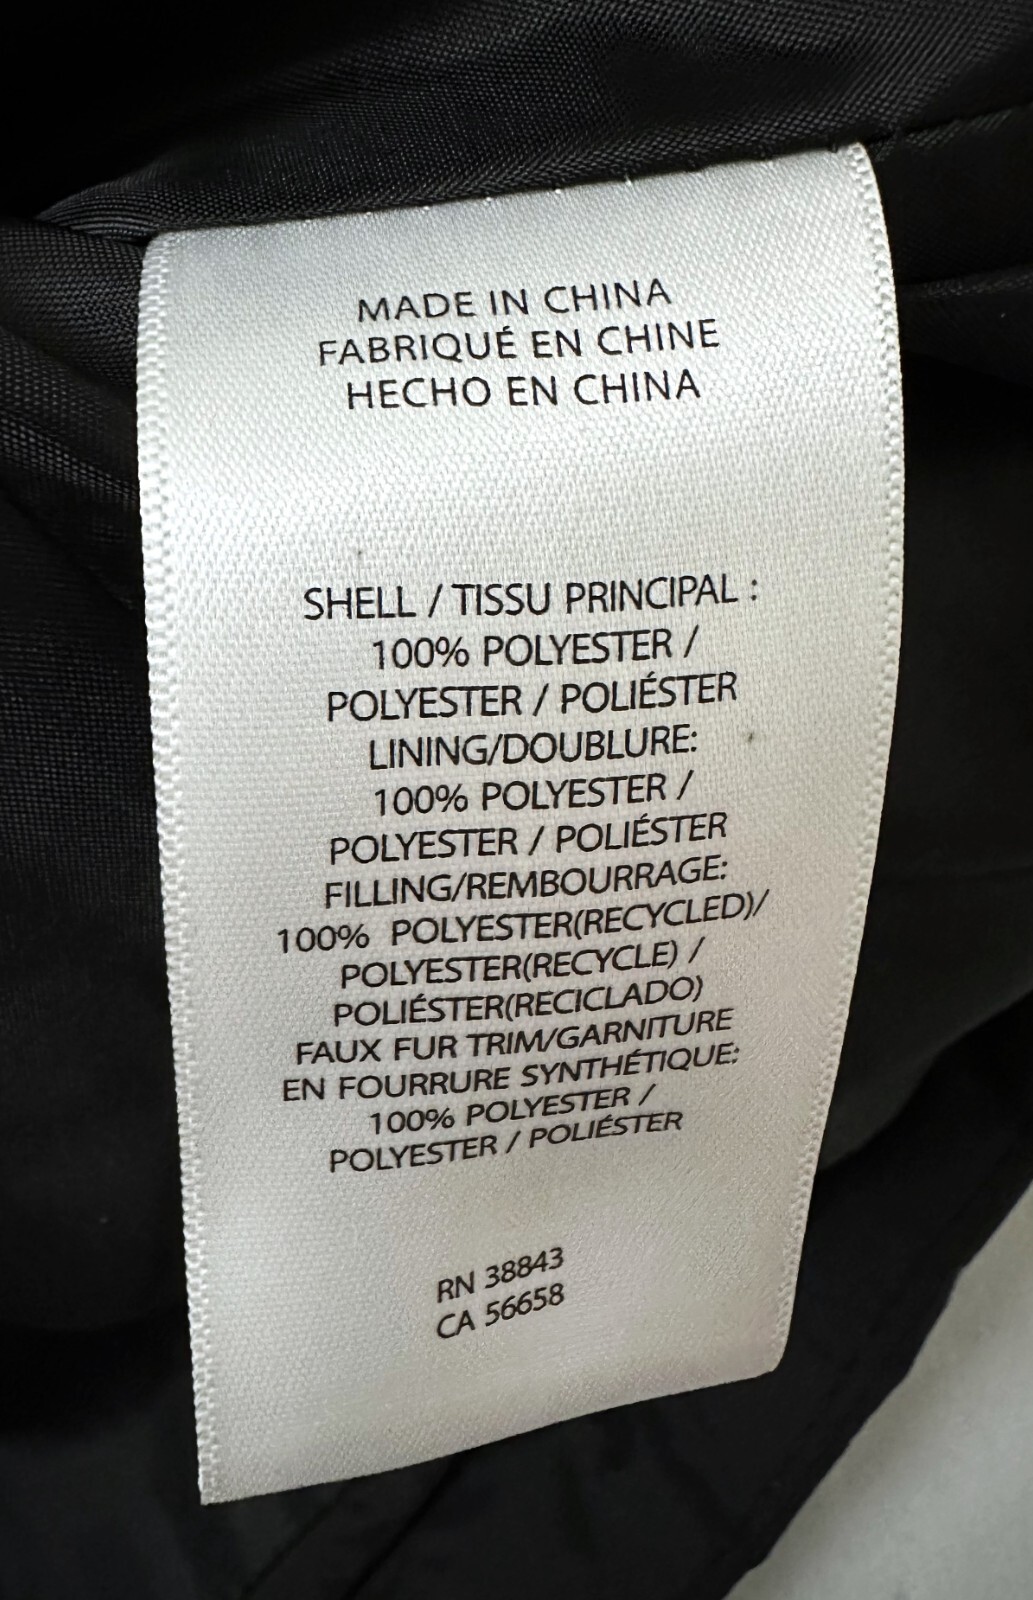 MADE IN CHINA
FABRIQUÉ EN CHINE
HECHO EN CHINA
SHELL / TISSU PRINCIPAL :
100% POLYESTER /
POLYESTER / POLIÉSTER
LINING/DOUBLURE:
100% POLYESTER /
POLYESTER / POLIÉSTER
FILLING/REMBOURRAGE:
100% POLYESTER(RECYCLED)/
POLYESTER(RECYCLE) /
POLIÉSTER(RECICLADO)
FAUX FUR TRIM/GARNITURE
EN FOURRURE SYNTHÉTIQUE:
100% POLYESTER /
POLYESTER / POLIÉSTER
RN 38843
CA 56658